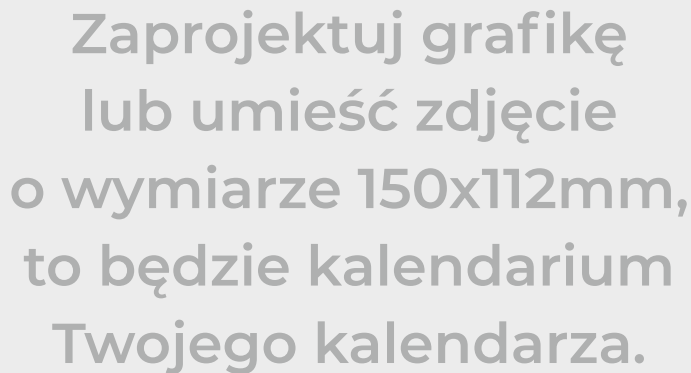 Zaprojektuj grafikę
lub umieść zdjęcie
o wymiarze 150x112mm,
to będzie kalendarium
Twojego kalendarza.